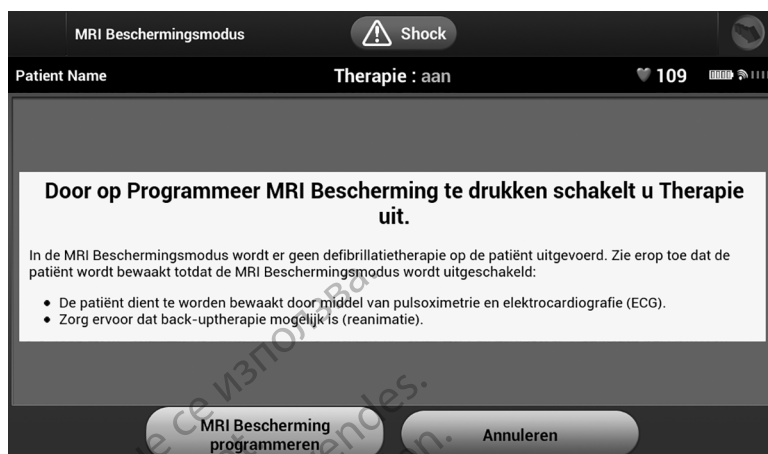 MRI Beschermingsmodus
Shock
Patient Name
Therapie : aan
109
Door op Programmeer MRI Bescherming te drukken schakelt u Therapie
uit.
In de MRI Beschermingsmodus wordt er geen defibrillatietherapie op de patiënt uitgevoerd. Zie erop toe dat de
patiënt wordt bewaakt totdat de MRI Beschermingsmodus wordt uitgeschakeld:
• De patiënt dient te worden bewaakt door middel van pulsoximetrie en elektrocardiografie (ECG).
• Zorg ervoor dat back-uptherapie mogelijk is (reanimatie).
MRI Bescherming
programmeren
Annuleren
се използва.